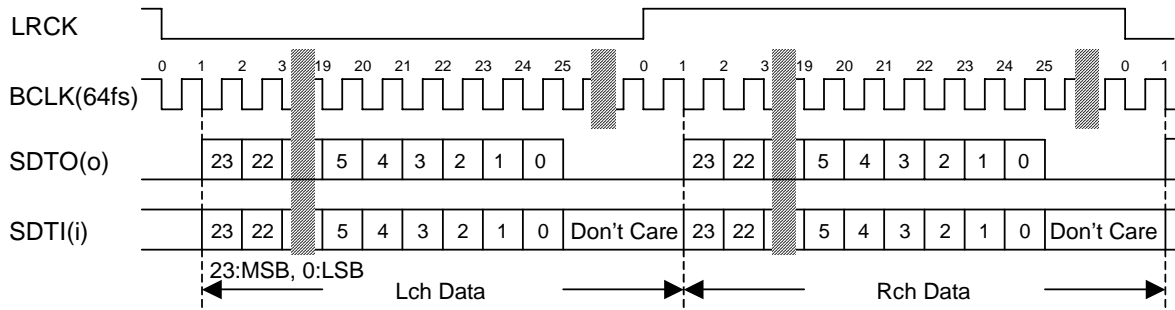 LRCK
0 1 2 3 19 20 21 22 23 24 25 0 1 2 3 19 20 21 22 23 24 25 0 1
BCLK(64fs)
SDTO(o) 23 22 5 4 3 2 1 0 23 22 5 4 3 2 1 0
SDTI(i) 23 22 5 4 3 2 1 0 Don't Care 23 22 5 4 3 2 1 0 Don't Care
23:MSB, 0:LSB
Lch Data Rch Data